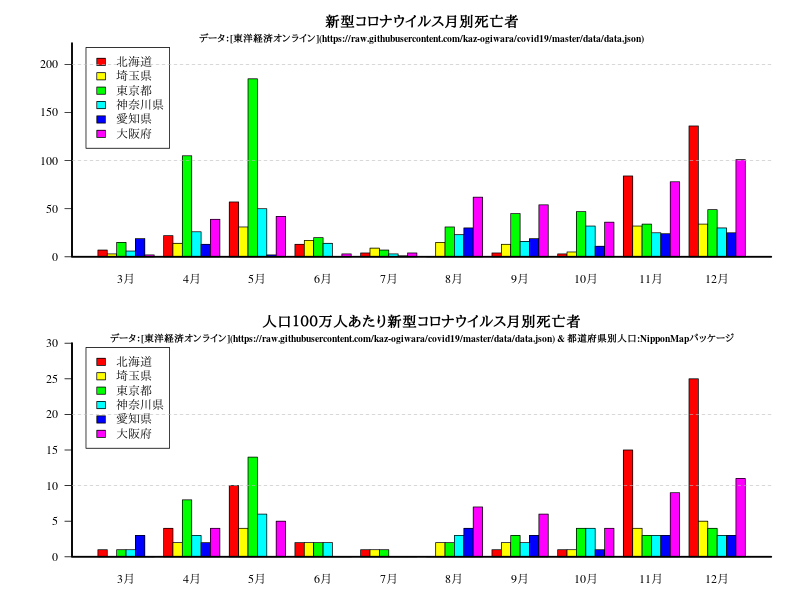 新型コロナウイルス月別死亡者
データ:[東洋経済オンライン](https://raw.githubusercontent.com/kaz-ogiwara/covid19/master/data/data.json)
北海道
埼玉県
東京都
神奈川県
愛知県
大阪府
200
150
100
50
0
3月 4月 5月 6月 7月 8月 9月 10月 11月 12月
人口100万人あたり新型コロナウイルス月別死亡者
データ:[東洋経済オンライン](https://raw.githubusercontent.com/kaz-ogiwara/covid19/master/data/data.json) & 都道府県別人口:NipponMapパッケージ
北海道
埼玉県
東京都
神奈川県
愛知県
大阪府
30
25
20
15
10
5
0
3月 4月 5月 6月 7月 8月 9月 10月 11月 12月